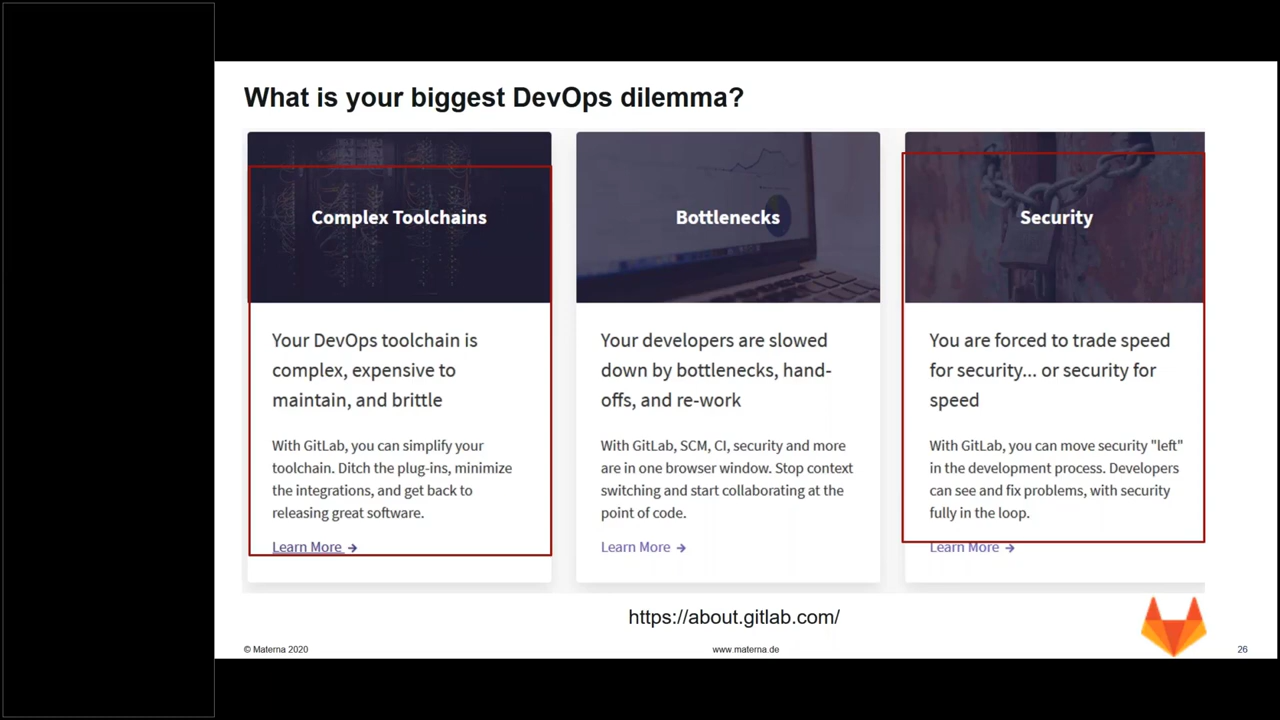 What is your biggest DevOps dilemma?
Complex Toolchains
Your DevOps toolchain is
complex, expensive to
maintain, and brittle
With GitLab, you can simplify your
toolchain. Ditch the plug-ins, minimize
the integrations, and get back to
releasing great software.
Learn More →
Bottlenecks
Your developers are slowed
down by bottlenecks, hand-
offs, and re-work
With GitLab, SCM, CI, security and more
are in one browser window. Stop context
switching and start collaborating at the
point of code.
Learn More →
Security
You are forced to trade speed
for security... or security for
speed
With GitLab, you can move security "left"
in the development process. Developers
can see and fix problems, with security
fully in the loop.
Learn More →
https://about.gitlab.com/
© Materna 2020
www.materna.de
26